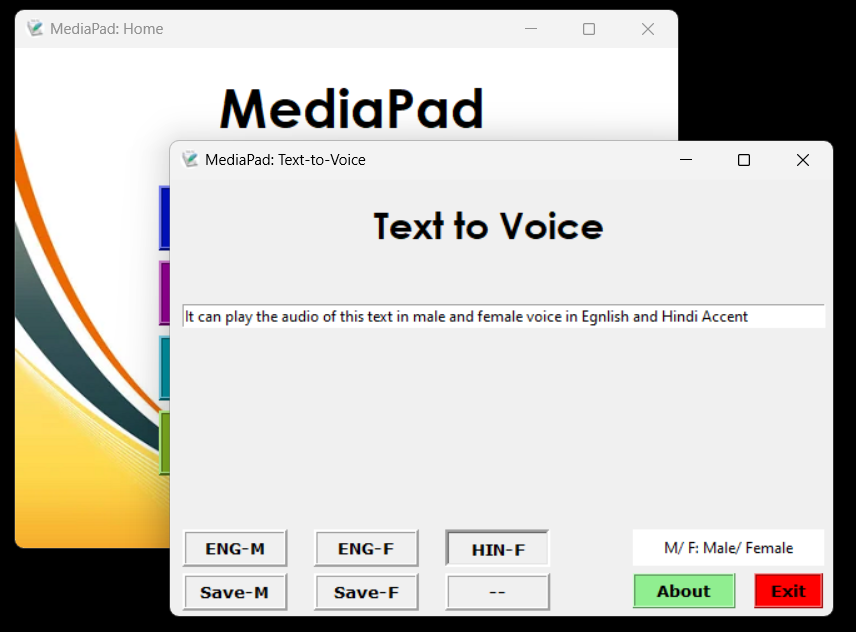 MediaPad: Home
MediaPad
MediaPad: Text-to-Voice
Text to Voice
It can play the audio of this text in male and female voice in Egnlish and Hindi Accent
ENG-M ENG-F HIN-F M/ F: Male/ Female
Save-M Save-F -- About Exit